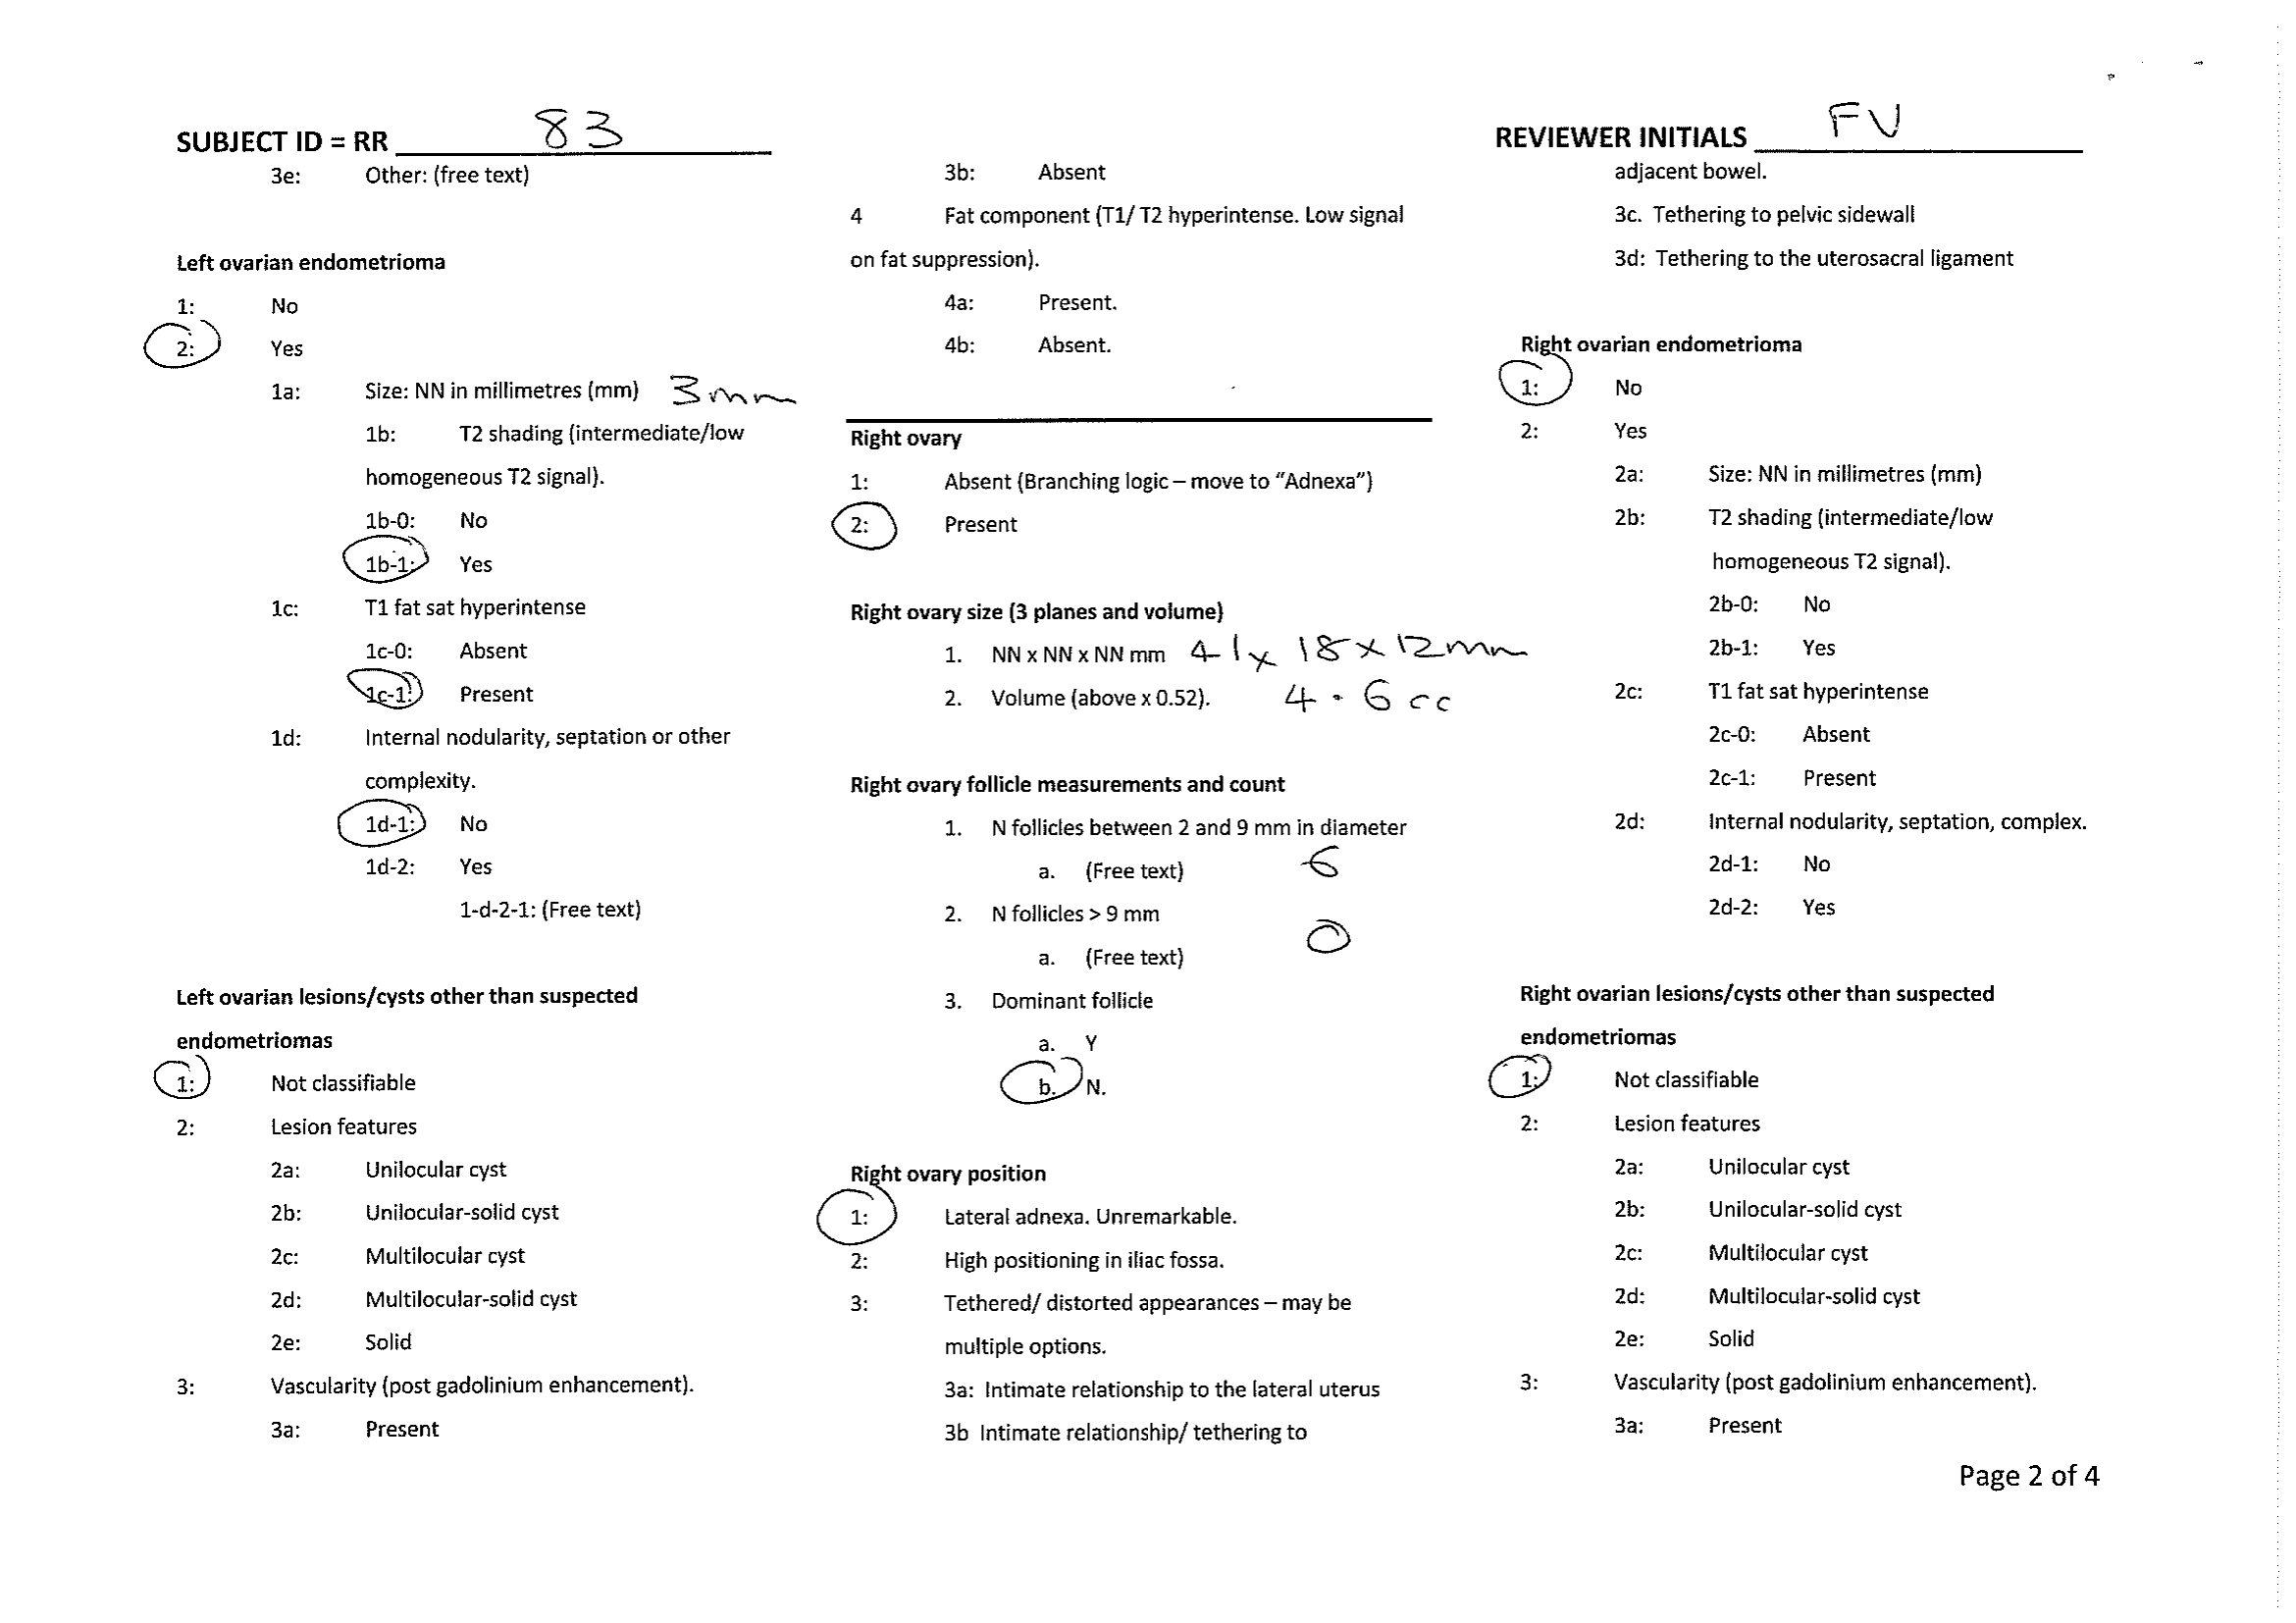 SUBJECT ID = RR 83
REVIEWER INITIALS FV
3e: Other: (free text)
Left ovarian endometrioma
1: No
2: Yes
1a: Size: NN in millimetres (mm) 3mm
1b: T2 shading (intermediate/low
homogeneous T2 signal).
1b-0: No
1b-1: Yes
1c: T1 fat sat hyperintense
1c-0: Absent
1c-1: Present
1d: Internal nodularity, septation or other
complexity.
1d-1: No
1d-2: Yes
1-d-2-1: (Free text)
Left ovarian lesions/cysts other than suspected
endometriomas
1: Not classifiable
2: Lesion features
2a: Unilocular cyst
2b: Unilocular-solid cyst
2c: Multilocular cyst
2d: Multilocular-solid cyst
2e: Solid
3: Vascularity (post gadolinium enhancement).
3a: Present
3b: Absent
4 Fat component (T1/ T2 hyperintense. Low signal
on fat suppression).
4a: Present.
4b: Absent.
Right ovary
1: Absent (Branching logic – move to “Adnexa”)
2: Present
Right ovary size (3 planes and volume)
1. NN x NN x NN mm 41 x 18 x 12mm
2. Volume (above x 0.52). 4.6 cc
Right ovary follicle measurements and count
1. N follicles between 2 and 9 mm in diameter
a. (Free text) 6
2. N follicles > 9 mm
a. (Free text) 0
3. Dominant follicle
a. Y
b. N.
Right ovary position
1: Lateral adnexa. Unremarkable.
2: High positioning in iliac fossa.
3: Tethered/ distorted appearances – may be
multiple options.
3a: Intimate relationship to the lateral uterus
3b Intimate relationship/ tethering to
adjacent bowel.
3c. Tethering to pelvic sidewall
3d: Tethering to the uterosacral ligament
Right ovarian endometrioma
1: No
2: Yes
2a: Size: NN in millimetres (mm)
2b: T2 shading (intermediate/low
homogeneous T2 signal).
2b-0: No
2b-1: Yes
2c: T1 fat sat hyperintense
2c-0: Absent
2c-1: Present
2d: Internal nodularity, septation, complex.
2d-1: No
2d-2: Yes
Right ovarian lesions/cysts other than suspected
endometriomas
1: Not classifiable
2: Lesion features
2a: Unilocular cyst
2b: Unilocular-solid cyst
2c: Multilocular cyst
2d: Multilocular-solid cyst
2e: Solid
3: Vascularity (post gadolinium enhancement).
3a: Present
Page 2 of 4